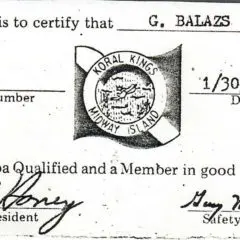 is to certify that G. BALAZS
KORAL KINGS
MIDWAY ISLAND
1/30
umber
D
ba Qualified and a Member in good
esident
Safety